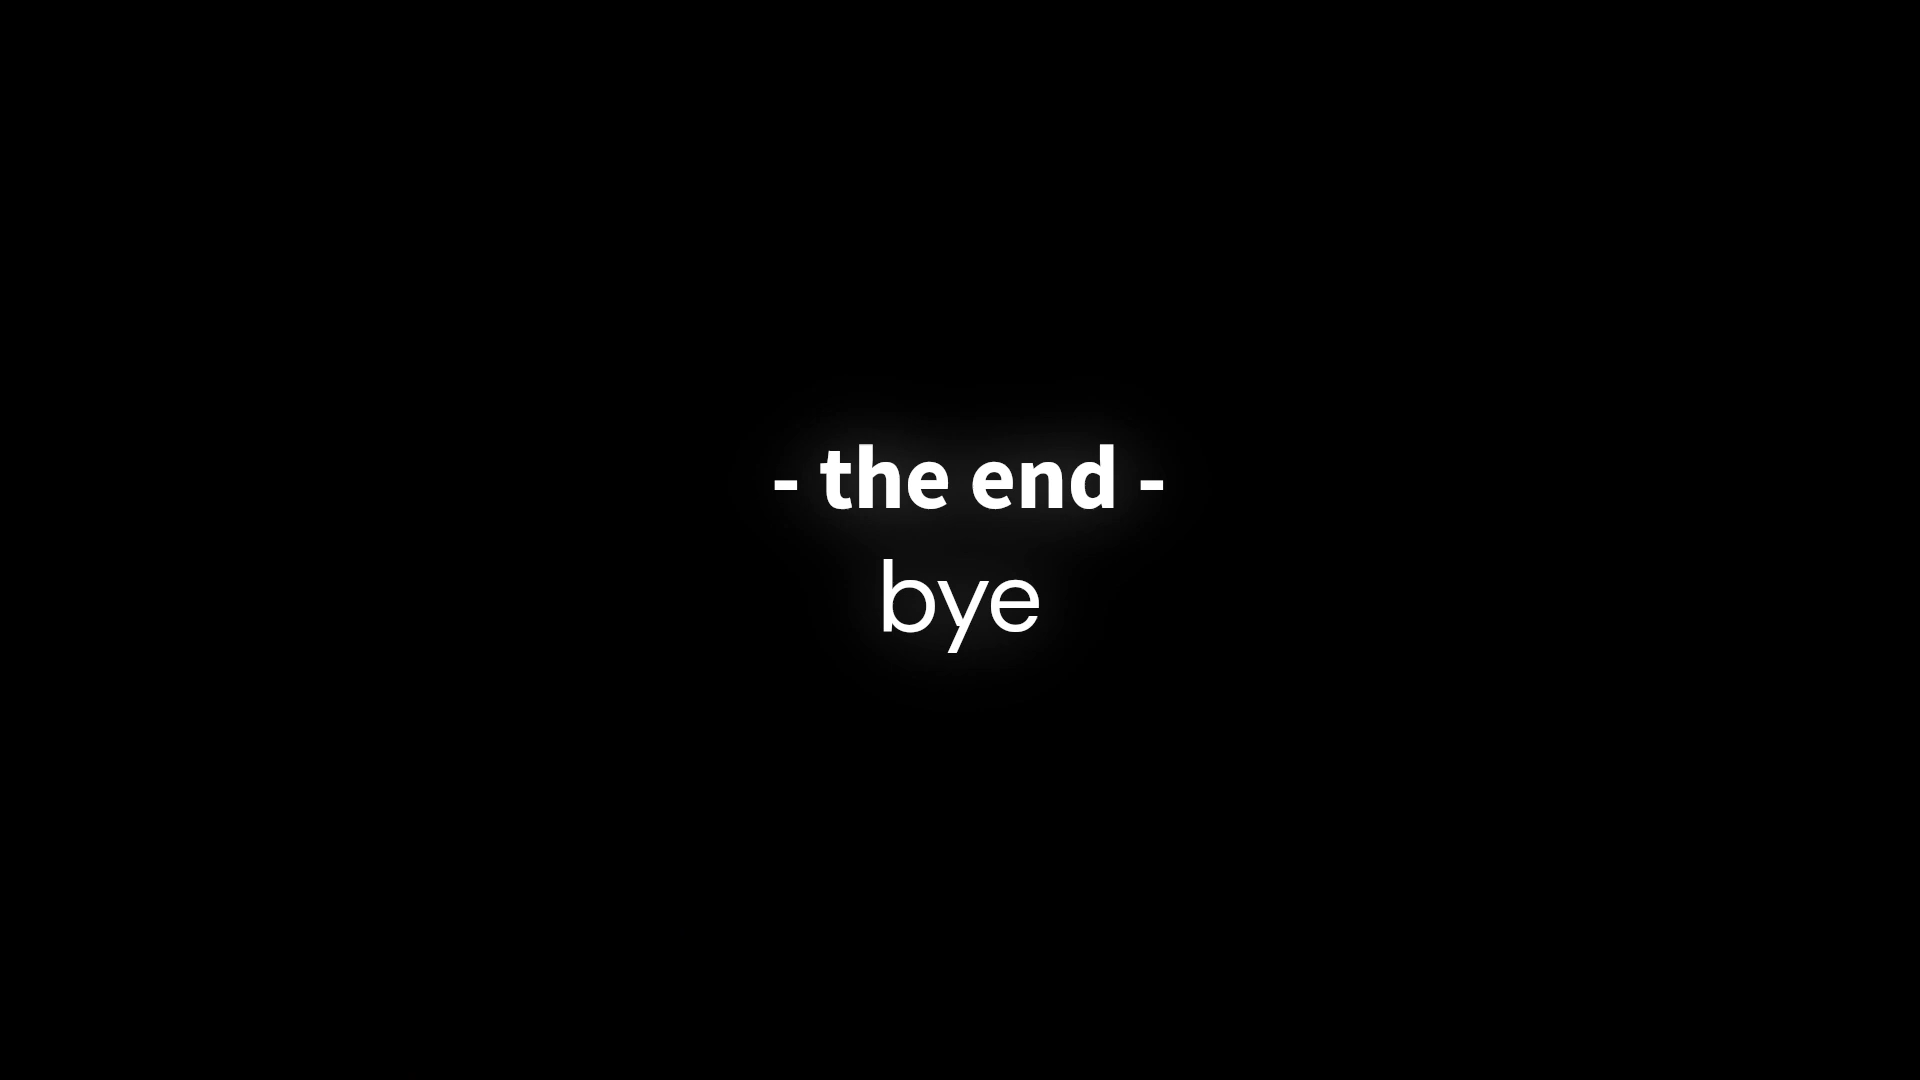 - the end -
bye